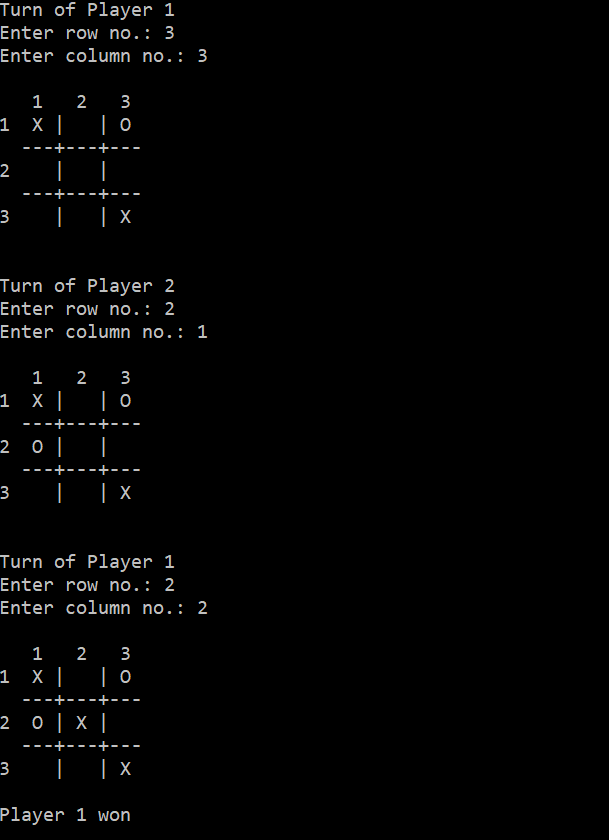 Turn of Player 1
Enter row no.: 3
Enter column no.: 3
   1   2   3
1  X |   | O
  ---+---+---
2    |   |
  ---+---+---
3    |   | X
Turn of Player 2
Enter row no.: 2
Enter column no.: 1
   1   2   3
1  X |   | O
  ---+---+---
2  O |   |
  ---+---+---
3    |   | X
Turn of Player 1
Enter row no.: 2
Enter column no.: 2
   1   2   3
1  X |   | O
  ---+---+---
2  O | X |
  ---+---+---
3    |   | X
Player 1 won